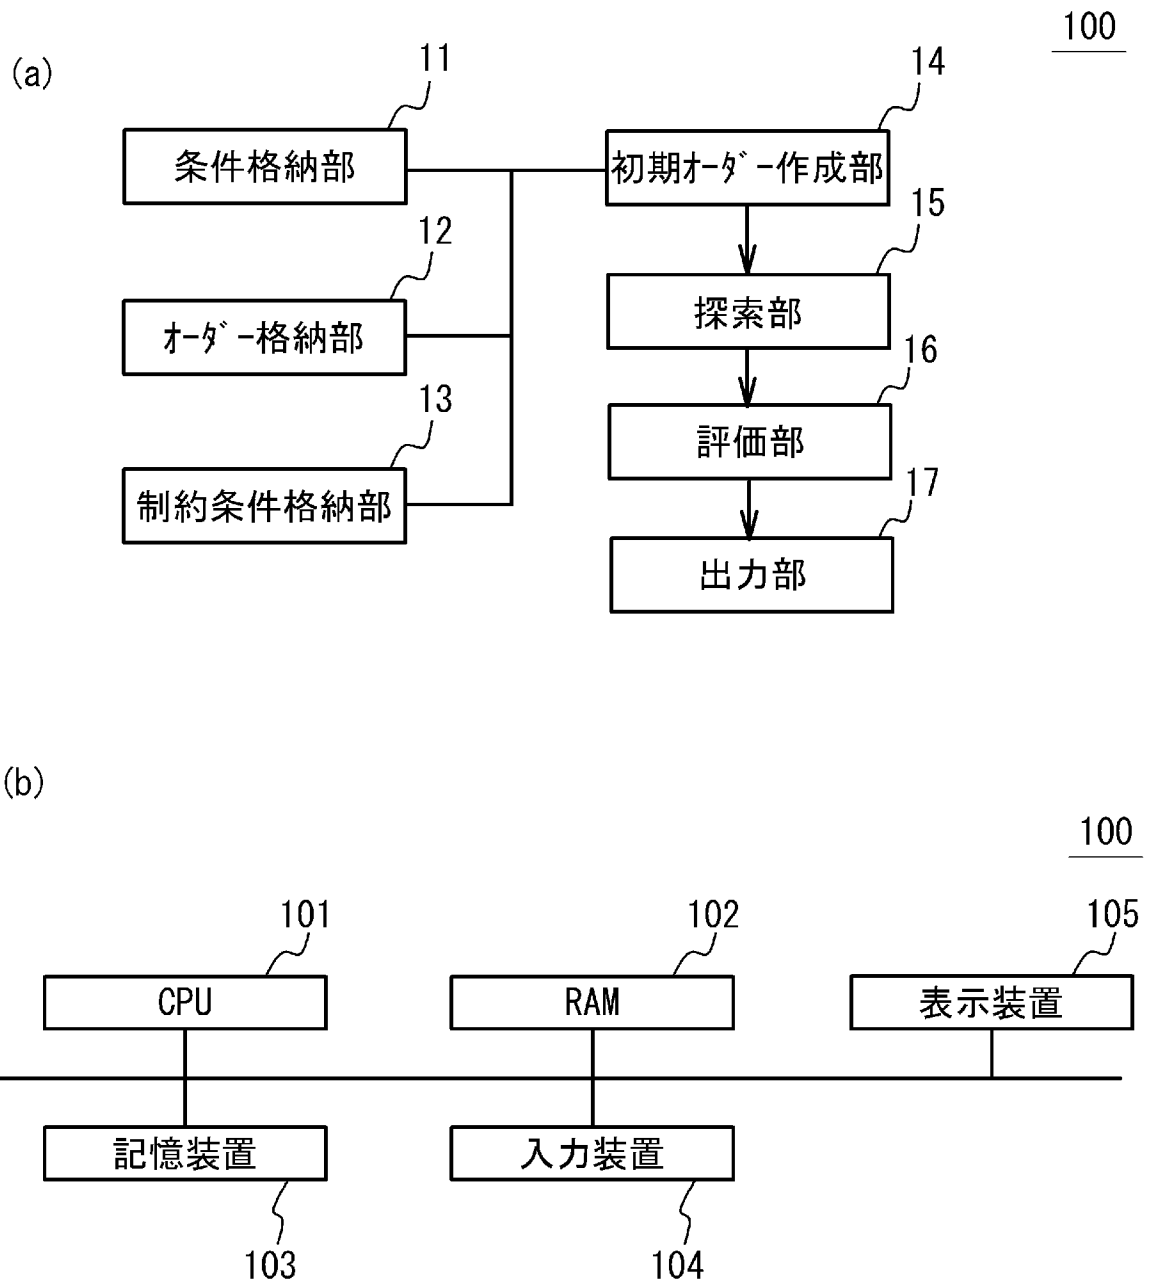 100
(a)
11
14
条件格納部
初期ｵｰﾀﾞｰ作成部
12
15
ｵｰﾀﾞｰ格納部
探索部
13
16
制約条件格納部
評価部
17
出力部
(b)
100
101
102
105
CPU
RAM
表示装置
記憶装置
入力装置
103
104